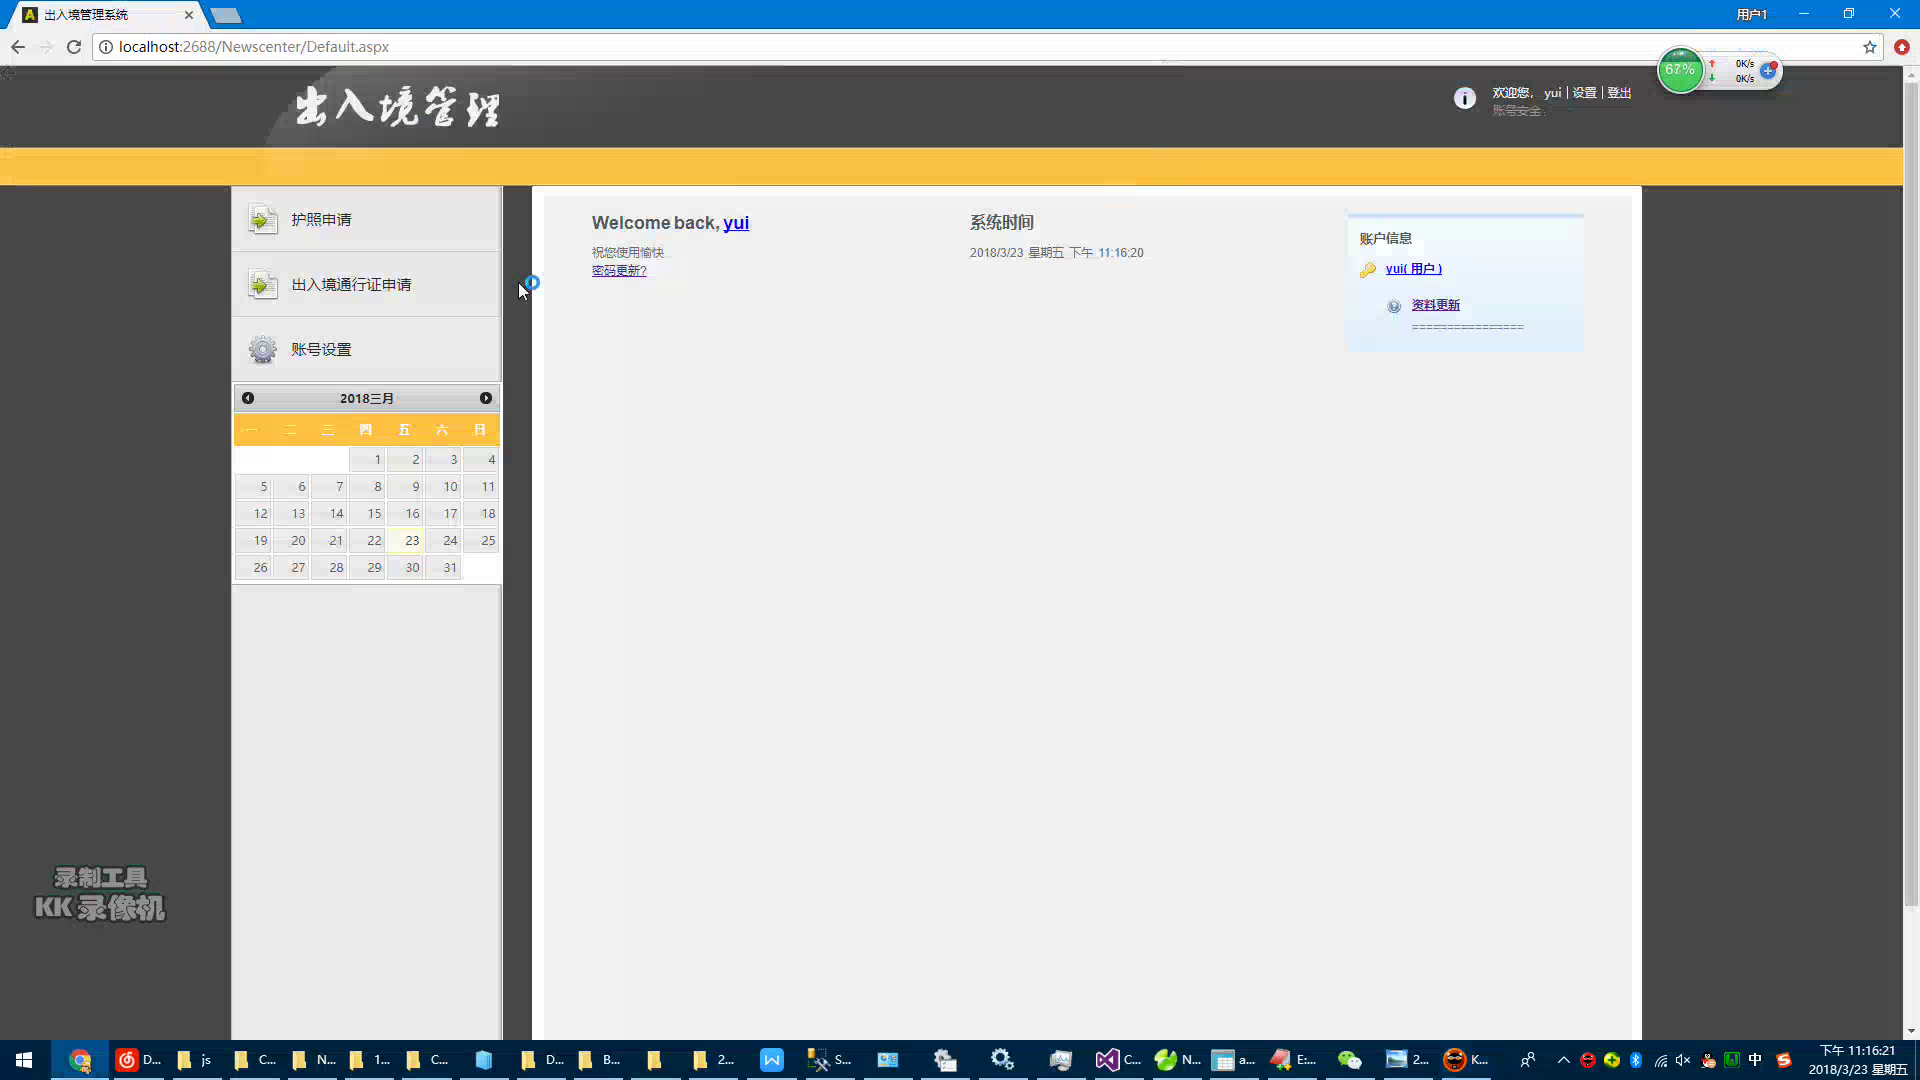 出入境管理系统
用户1
localhost:2688/Newscenter/Default.aspx
67%
0K/s
0K/s
出入境管理
欢迎您, yui | 设置 | 登出
账号安全:
护照申请
出入境通行证申请
账号设置
2018三月
一 二 三 四 五 六 日
1 2 3 4
5 6 7 8 9 10 11
12 13 14 15 16 17 18
19 20 21 22 23 24 25
26 27 28 29 30 31
Welcome back, yui
祝您使用愉快.
密码更新?
系统时间
2018/3/23 星期五 下午 11:16:20
账户信息
yui( 用户 )
资料更新
================
录制工具
KK 录像机
D... js C... N... 1... C... D... B... 2... S... C... N... a... E:... 2... K...
中
下午 11:16:21
2018/3/23 星期五